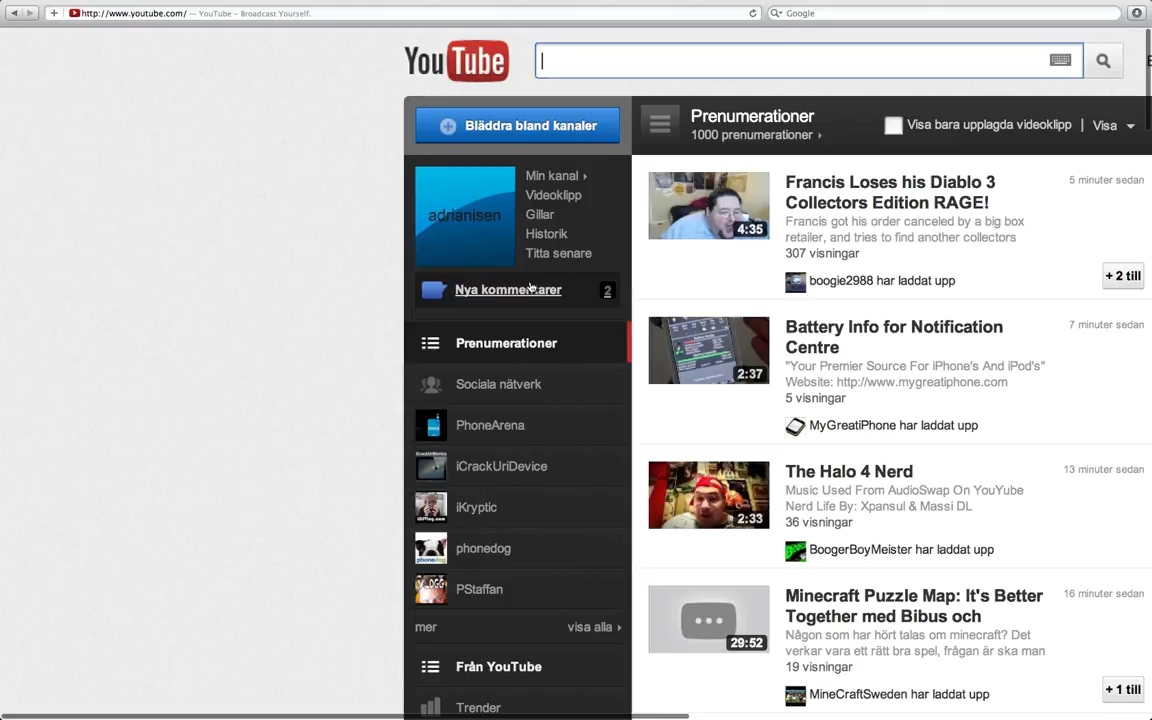 http://www.youtube.com/ — YouTube – Broadcast Yourself.
Google
YouTube
Bläddra bland kanaler
Prenumerationer
1000 prenumerationer ›
Visa bara upplagda videoklipp | Visa
adrianisen
Min kanal ›
Videoklipp
Gillar
Historik
Titta senare
Nya kommentarer 2
Prenumerationer
Sociala nätverk
PhoneArena
iCrackUriDevice
iKryptic
phonedog
PStaffan
mer visa alla ›
Från YouTube
Trender
4:35
Francis Loses his Diablo 3
Collectors Edition RAGE!
5 minuter sedan
Francis got his order canceled by a big box
retailer, and tries to find another collectors
307 visningar
boogie2988 har laddat upp
+ 2 till
2:37
Battery Info for Notification
Centre
7 minuter sedan
"Your Premier Source For iPhone's And iPod's"
Website: http://www.mygreatiphone.com
5 visningar
MyGreatiPhone har laddat upp
2:33
The Halo 4 Nerd
13 minuter sedan
Music Used From AudioSwap On YouYube
Nerd Life By: Xpansul & Massi DL
36 visningar
BoogerBoyMeister har laddat upp
29:52
Minecraft Puzzle Map: It's Better
Together med Bibus och
16 minuter sedan
Någon som har hört talas om minecraft? Det
verkar vara ett rätt bra spel, frågan är ska man
19 visningar
MineCraftSweden har laddat upp
+ 1 till